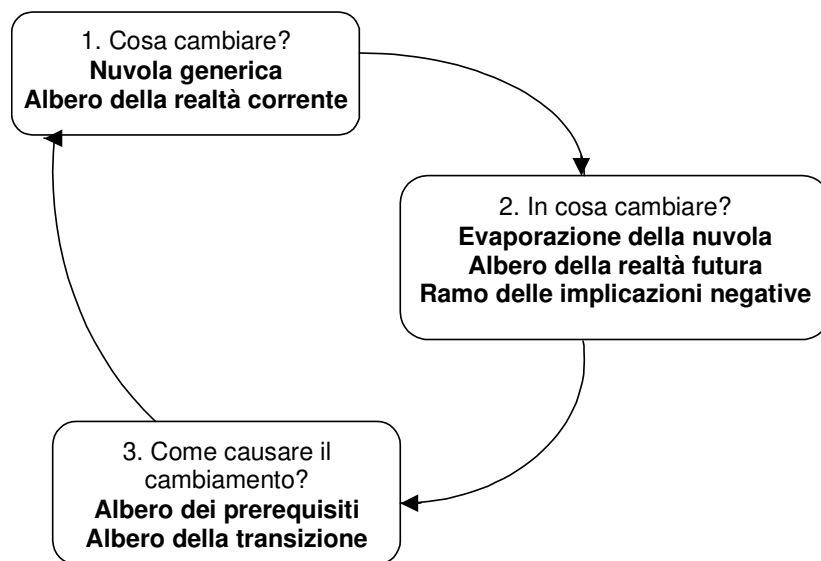 1. Cosa cambiare?
Nuvola generica
Albero della realtà corrente
2. In cosa cambiare?
Evaporazione della nuvola
Albero della realtà futura
Ramo delle implicazioni negative
3. Come causare il
cambiamento?
Albero dei prerequisiti
Albero della transizione